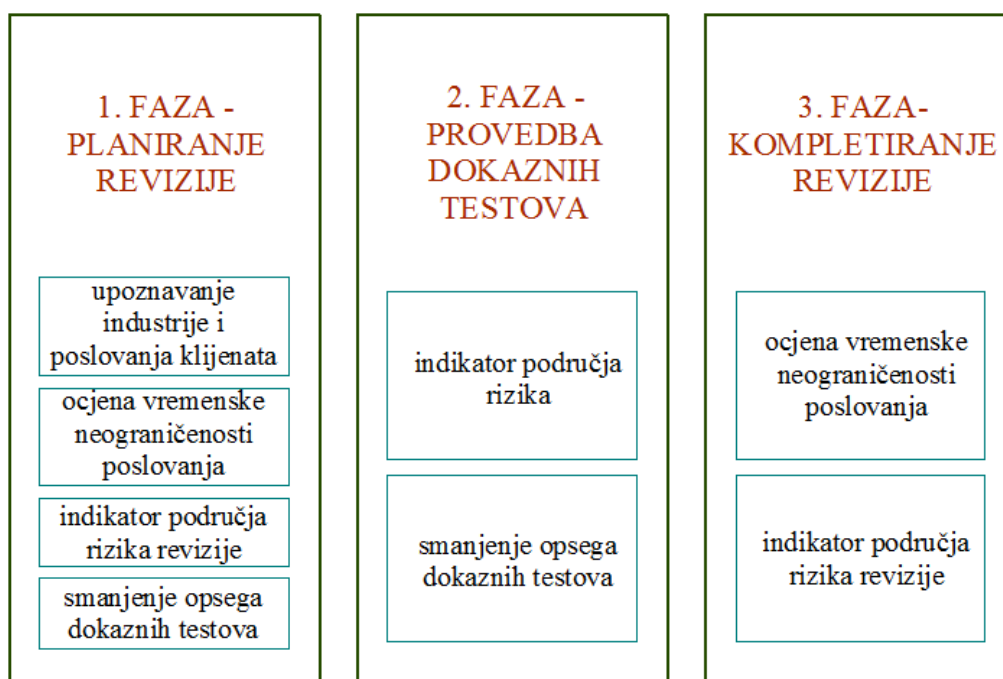 1. FAZA -
PLANIRANJE
REVIZIJE
upoznavanje
industrije i
poslovanja klijenata
ocjena vremenske
neograničenosti
poslovanja
indikator područja
rizika revizije
smanjenje opsega
dokaznih testova
2. FAZA -
PROVEDBA
DOKAZNIH
TESTOVA
indikator područja
rizika
smanjenje opsega
dokaznih testova
3. FAZA-
KOMPLETIRANJE
REVIZIJE
ocjena vremenske
neograničenosti
poslovanja
indikator područja
rizika revizije